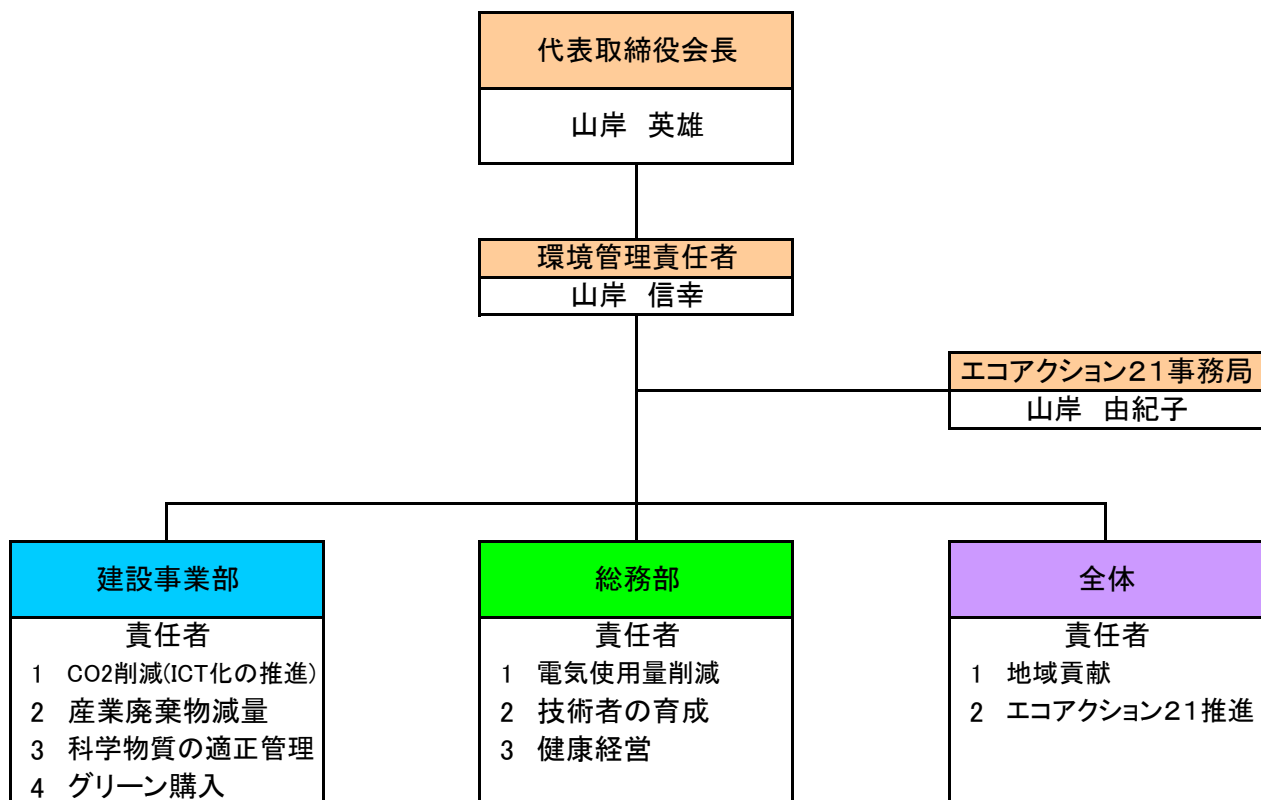 代表取締役会長
山岸 英雄
環境管理責任者
山岸 信幸
エコアクション21事務局
山岸 由紀子
建設事業部
責任者
1 CO2削減(ICT化の推進)
2 産業廃棄物減量
3 科学物質の適正管理
4 グリーン購入
総務部
責任者
1 電気使用量削減
2 技術者の育成
3 健康経営
全体
責任者
1 地域貢献
2 エコアクション21推進